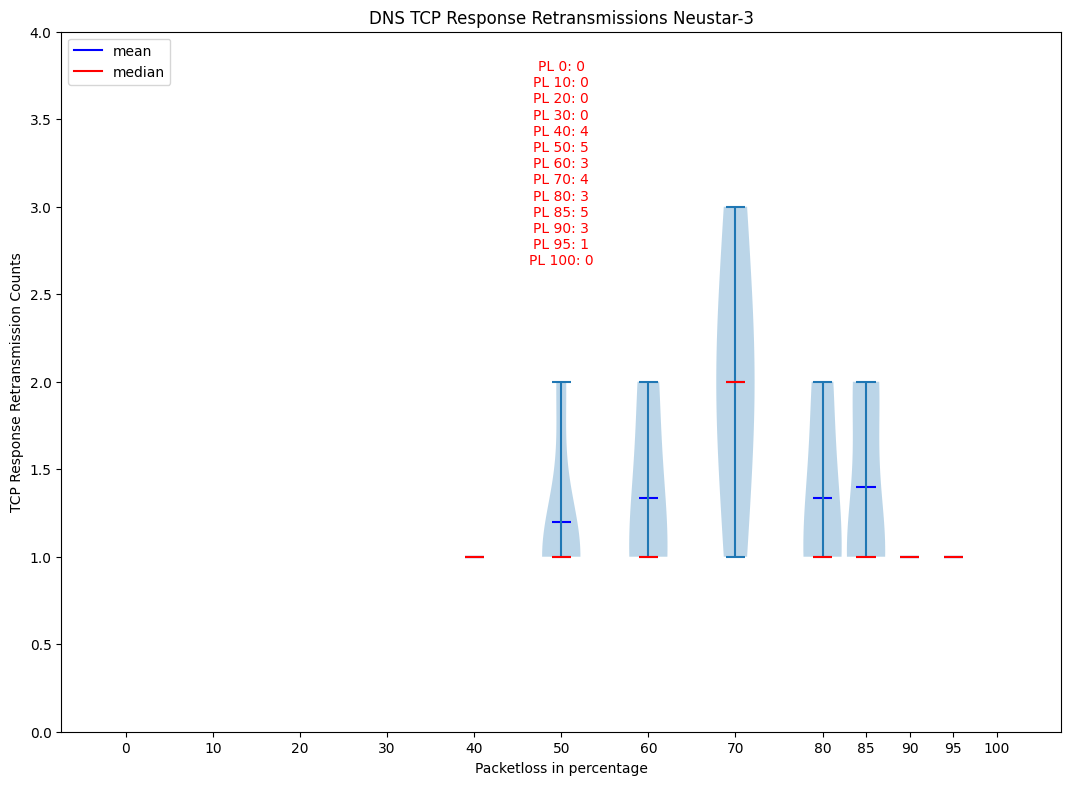 DNS TCP Response Retransmissions Neustar-3
mean
median
PL 0: 0
PL 10: 0
PL 20: 0
PL 30: 0
PL 40: 4
PL 50: 5
PL 60: 3
PL 70: 4
PL 80: 3
PL 85: 5
PL 90: 3
PL 95: 1
PL 100: 0
TCP Response Retransmission Counts
4.0
3.5
3.0
2.5
2.0
1.5
1.0
0.5
0.0
0 10 20 30 40 50 60 70 80 85 90 95 100
Packetloss in percentage